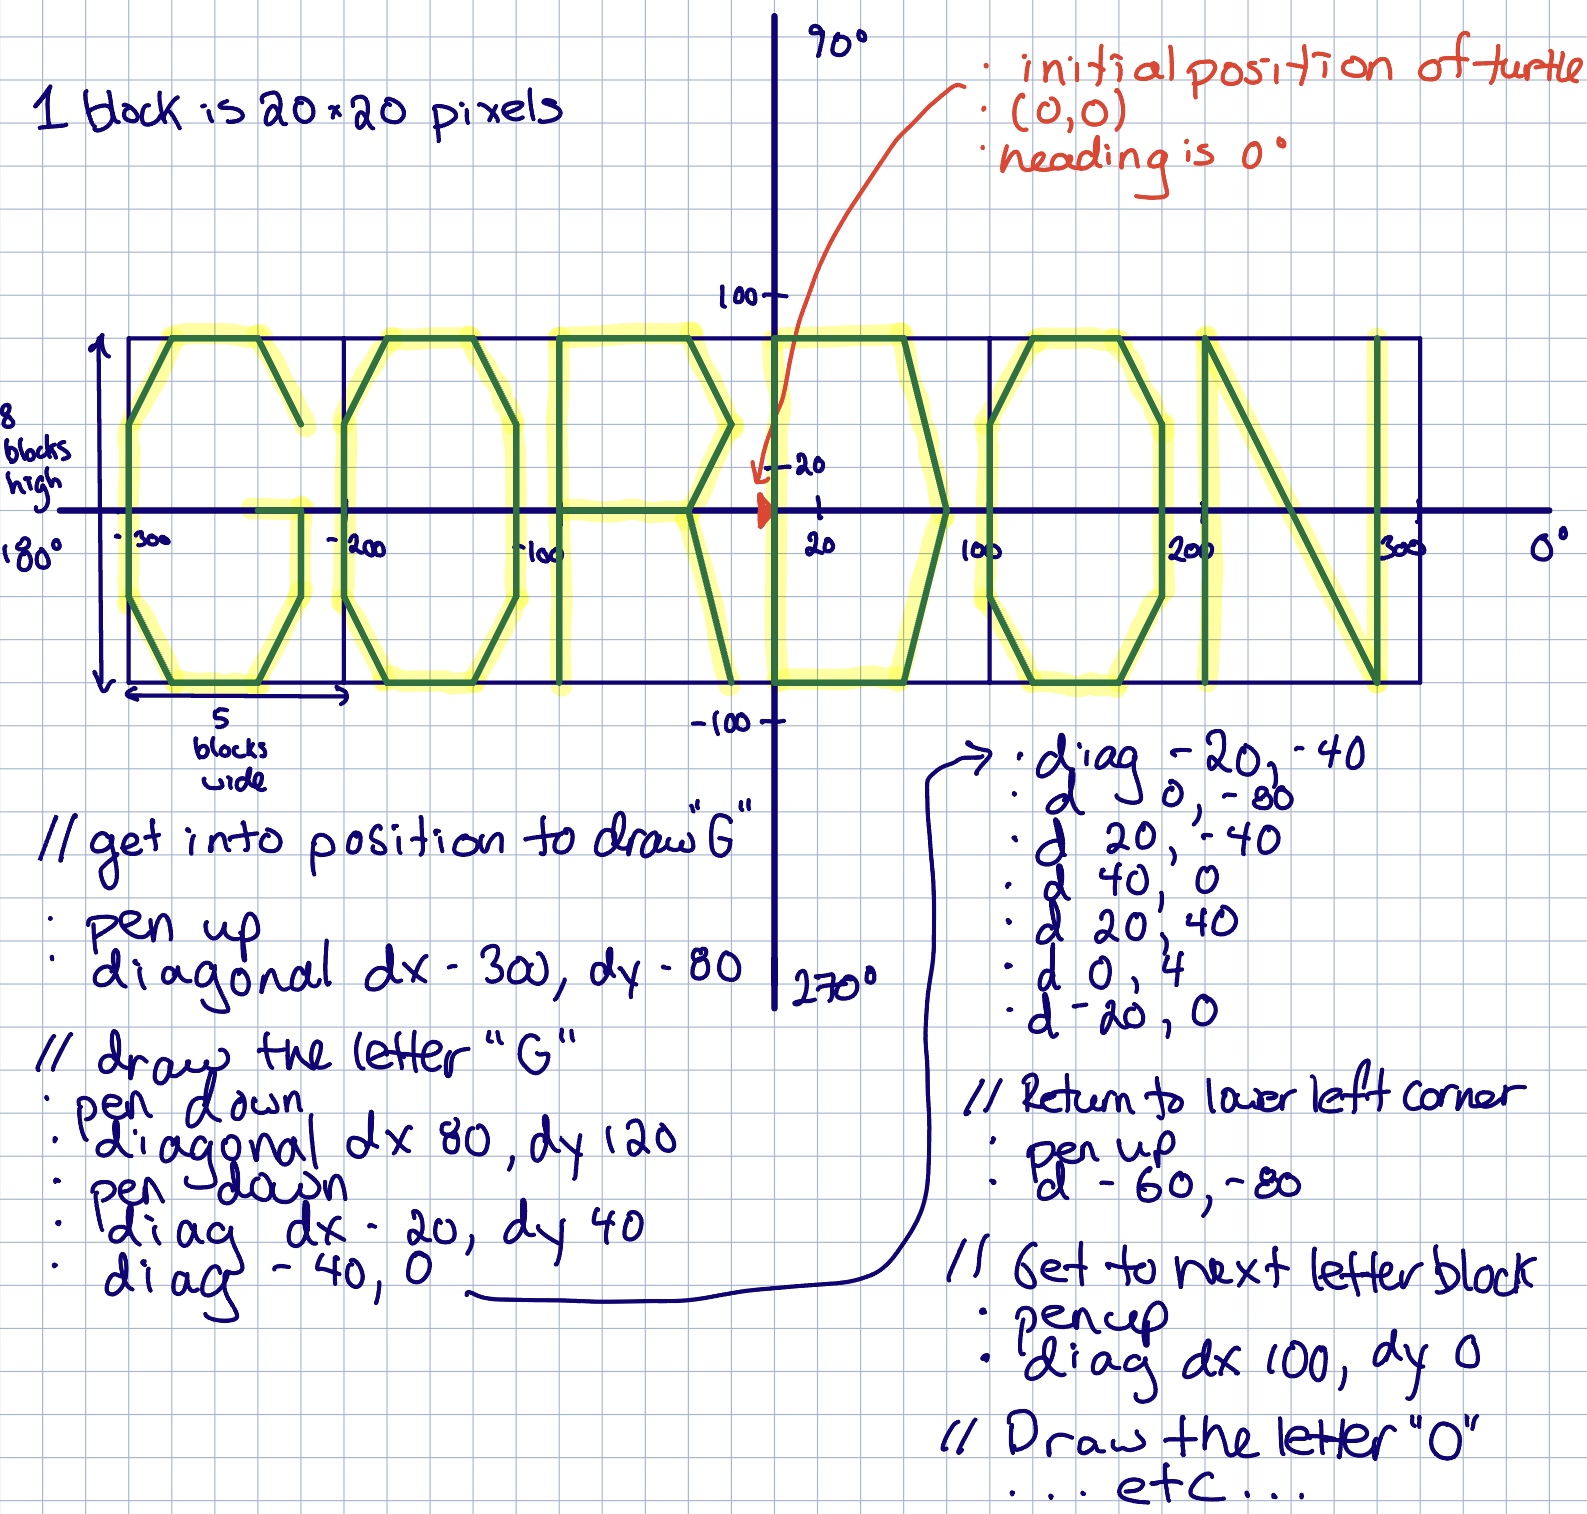 90°
1 block is 20×20 pixels
· initial position of turtle
· (0,0)
· heading is 0°
100
GORDON
8
blocks
high
20
180°
-300
-200
-100
20
100
200
300
0°
5
blocks
wide
-100
// get into position to draw "G"
· pen up
· diagonal dx -300, dy -80
270°
// draw the letter "G"
· pen down
· diagonal dx 80, dy 120
· pen down
· diag dx -20, dy 40
· diag -40, 0
· diag -20, -40
· d 0, -80
· d 20, -40
· d 40, 0
· d 20, 40
· d 0, 4
· d -20, 0
// Return to lower left corner
· pen up
· d -60, -80
// Get to next letter block
· pen up
· diag dx 100, dy 0
// Draw the letter "O"
... etc ...